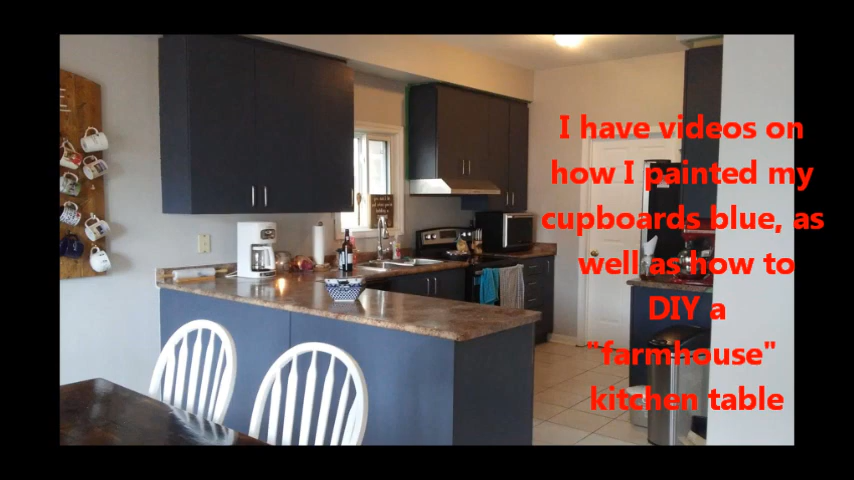 I have videos on
how I painted my
cupboards blue, as
well as how to
DIY a
"farmhouse"
kitchen table